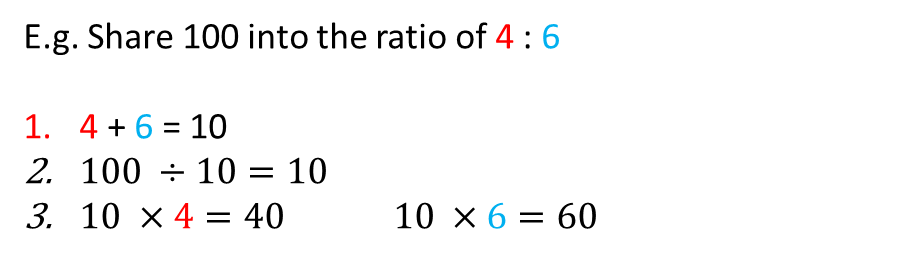 E.g. Share 100 into the ratio of 4 : 6
1. 4 + 6 = 10
2. 100 ÷ 10 = 10
3. 10 × 4 = 40 10 × 6 = 60